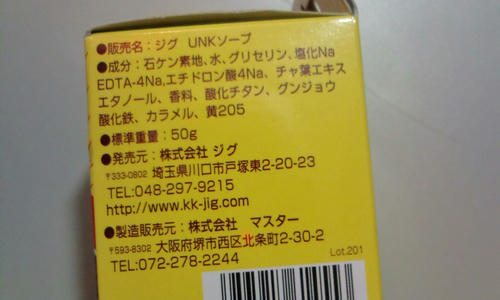 ●販売名：ジグ UNKソープ
●成分：石ケン素地、水、グリセリン、塩化Na
EDTA-4Na,エチドロン酸4Na、チャ葉エキス
エタノール、香料、酸化チタン、グンジョウ
酸化鉄、カラメル、黄205
●標準重量：50g
●発売元：株式会社 ジグ
〒333-0802 埼玉県川口市戸塚東2-20-23
TEL:048-297-9215
http://www.kk-jig.com/
●製造販売元：株式会社 マスター
〒593-8302 大阪府堺市西区北条町2-30-2
TEL:072-278-2244
Lot.201